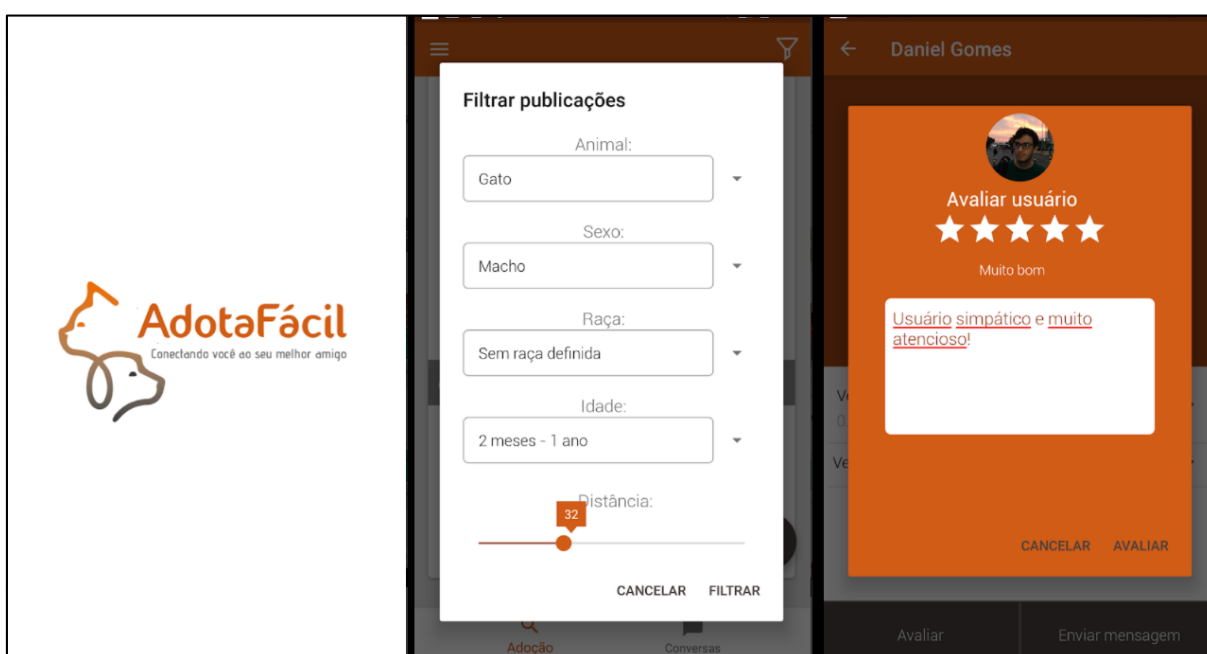 AdotaFácil
Conectando você ao seu melhor amigo
Filtrar publicações
Animal:
Gato
Sexo:
Macho
Raça:
Sem raça definida
Idade:
2 meses - 1 ano
Distância:
32
CANCELAR FILTRAR
Adoção Conversas
Daniel Gomes
Avaliar usuário
Muito bom
Usuário simpático e muito
atencioso!
CANCELAR AVALIAR
Ve
Avaliar Enviar mensagem